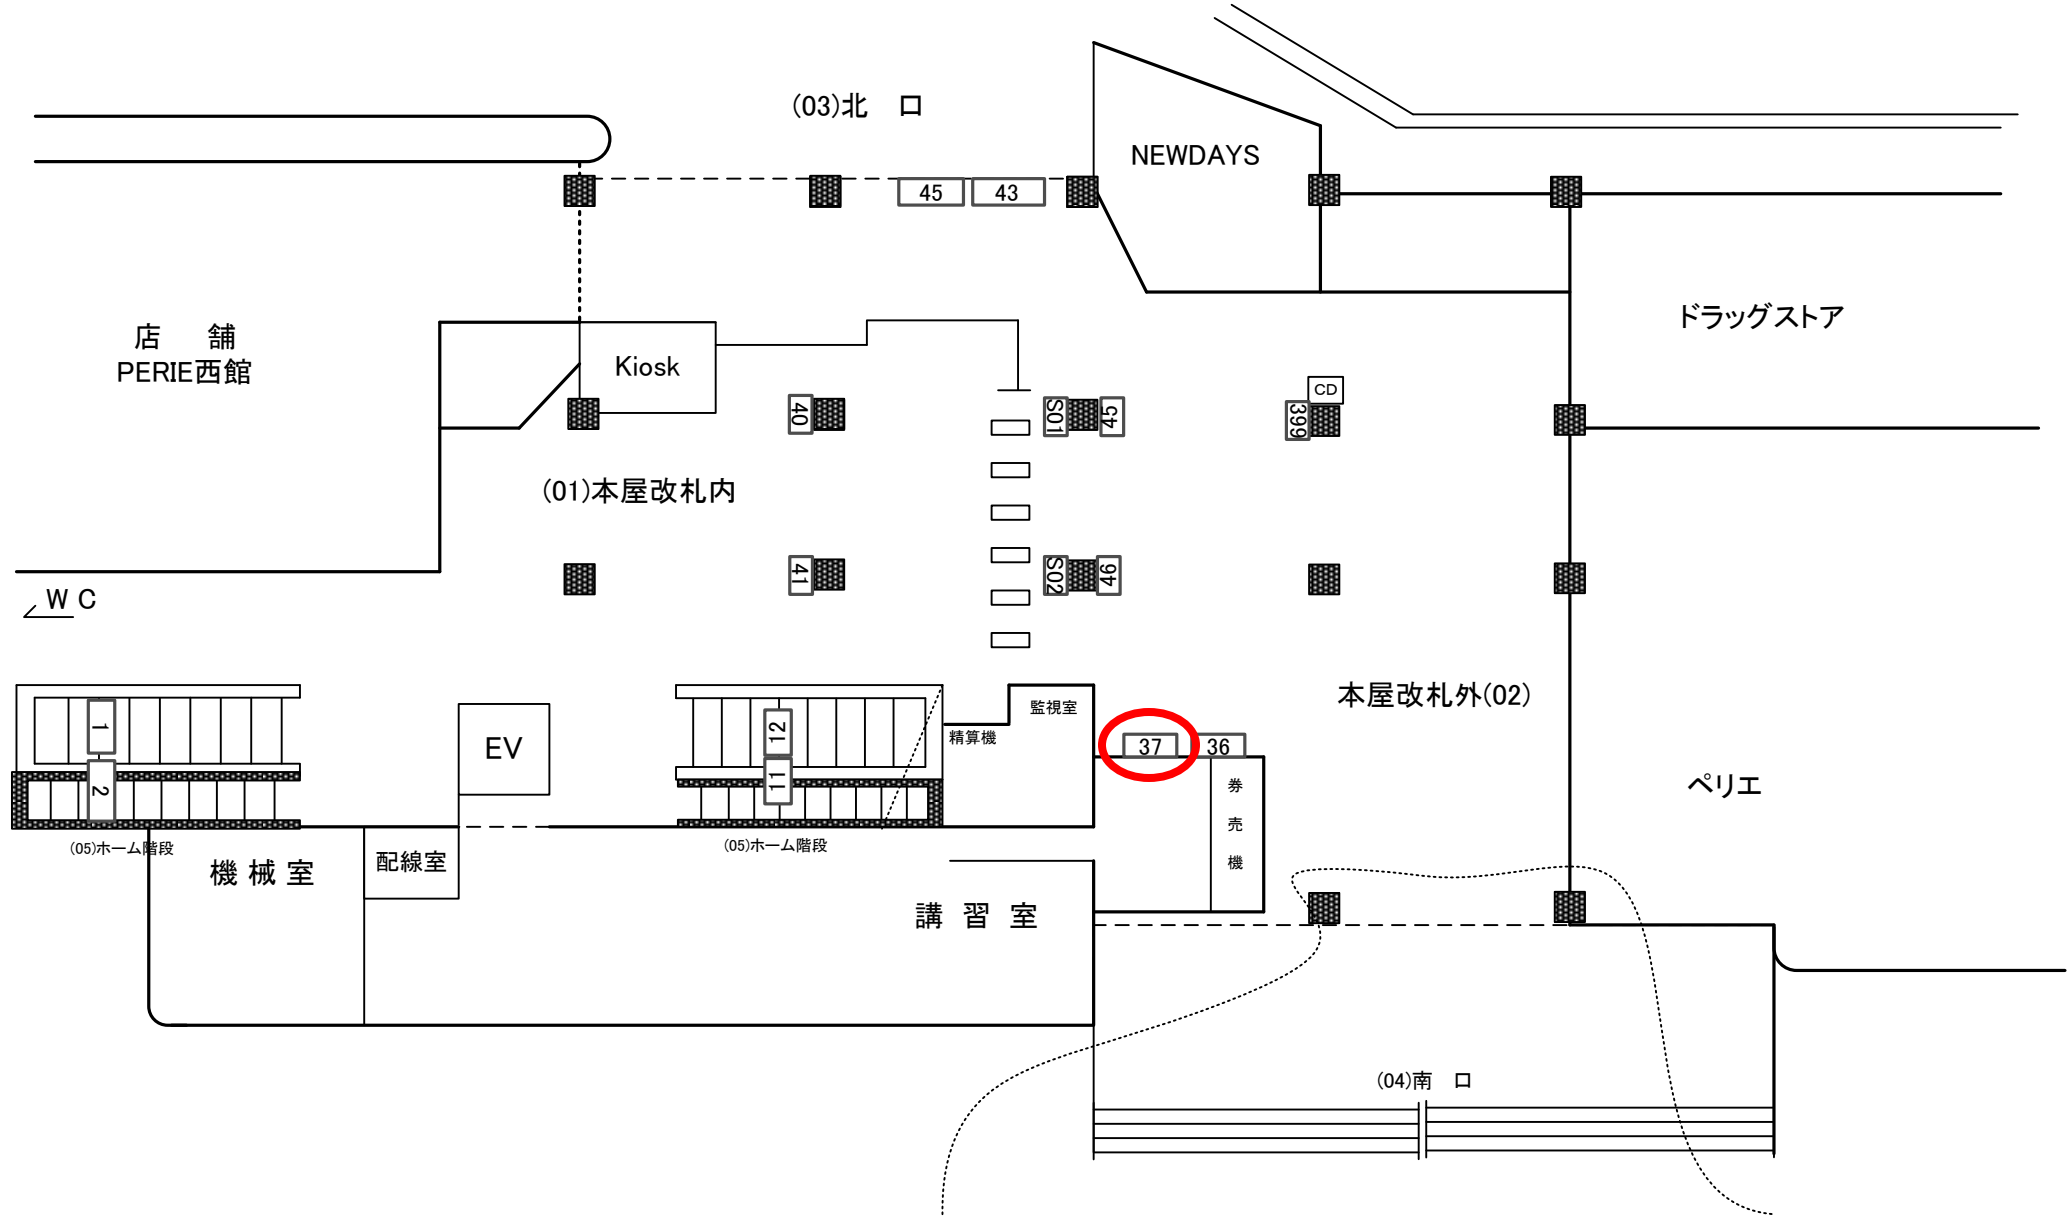 (03)北 口
NEWDAYS
45
43
ドラッグストア
店 舗
PERIE西館
Kiosk
CD
40
S01
45
399
(01)本屋改札内
41
S02
46
W C
本屋改札外(02)
監視室
精算機
1
2
EV
12
11
37
36
券
売
機
ペリエ
(05)ホーム階段
(05)ホーム階段
機 械 室
配線室
講 習 室
(04)南 口